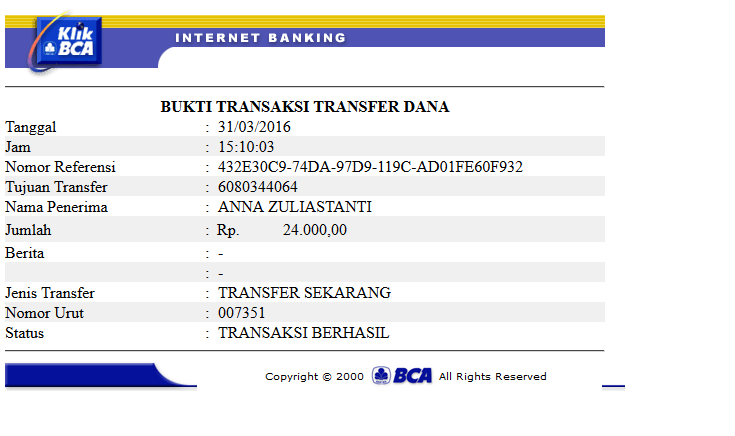 Klik
BCA
INTERNET BANKING
BUKTI TRANSAKSI TRANSFER DANA
Tanggal : 31/03/2016
Jam : 15:10:03
Nomor Referensi : 432E30C9-74DA-97D9-119C-AD01FE60F932
Tujuan Transfer : 6080344064
Nama Penerima : ANNA ZULIASTANTI
Jumlah : Rp. 24.000,00
Berita : -
: -
Jenis Transfer : TRANSFER SEKARANG
Nomor Urut : 007351
Status : TRANSAKSI BERHASIL
Copyright © 2000 BCA All Rights Reserved